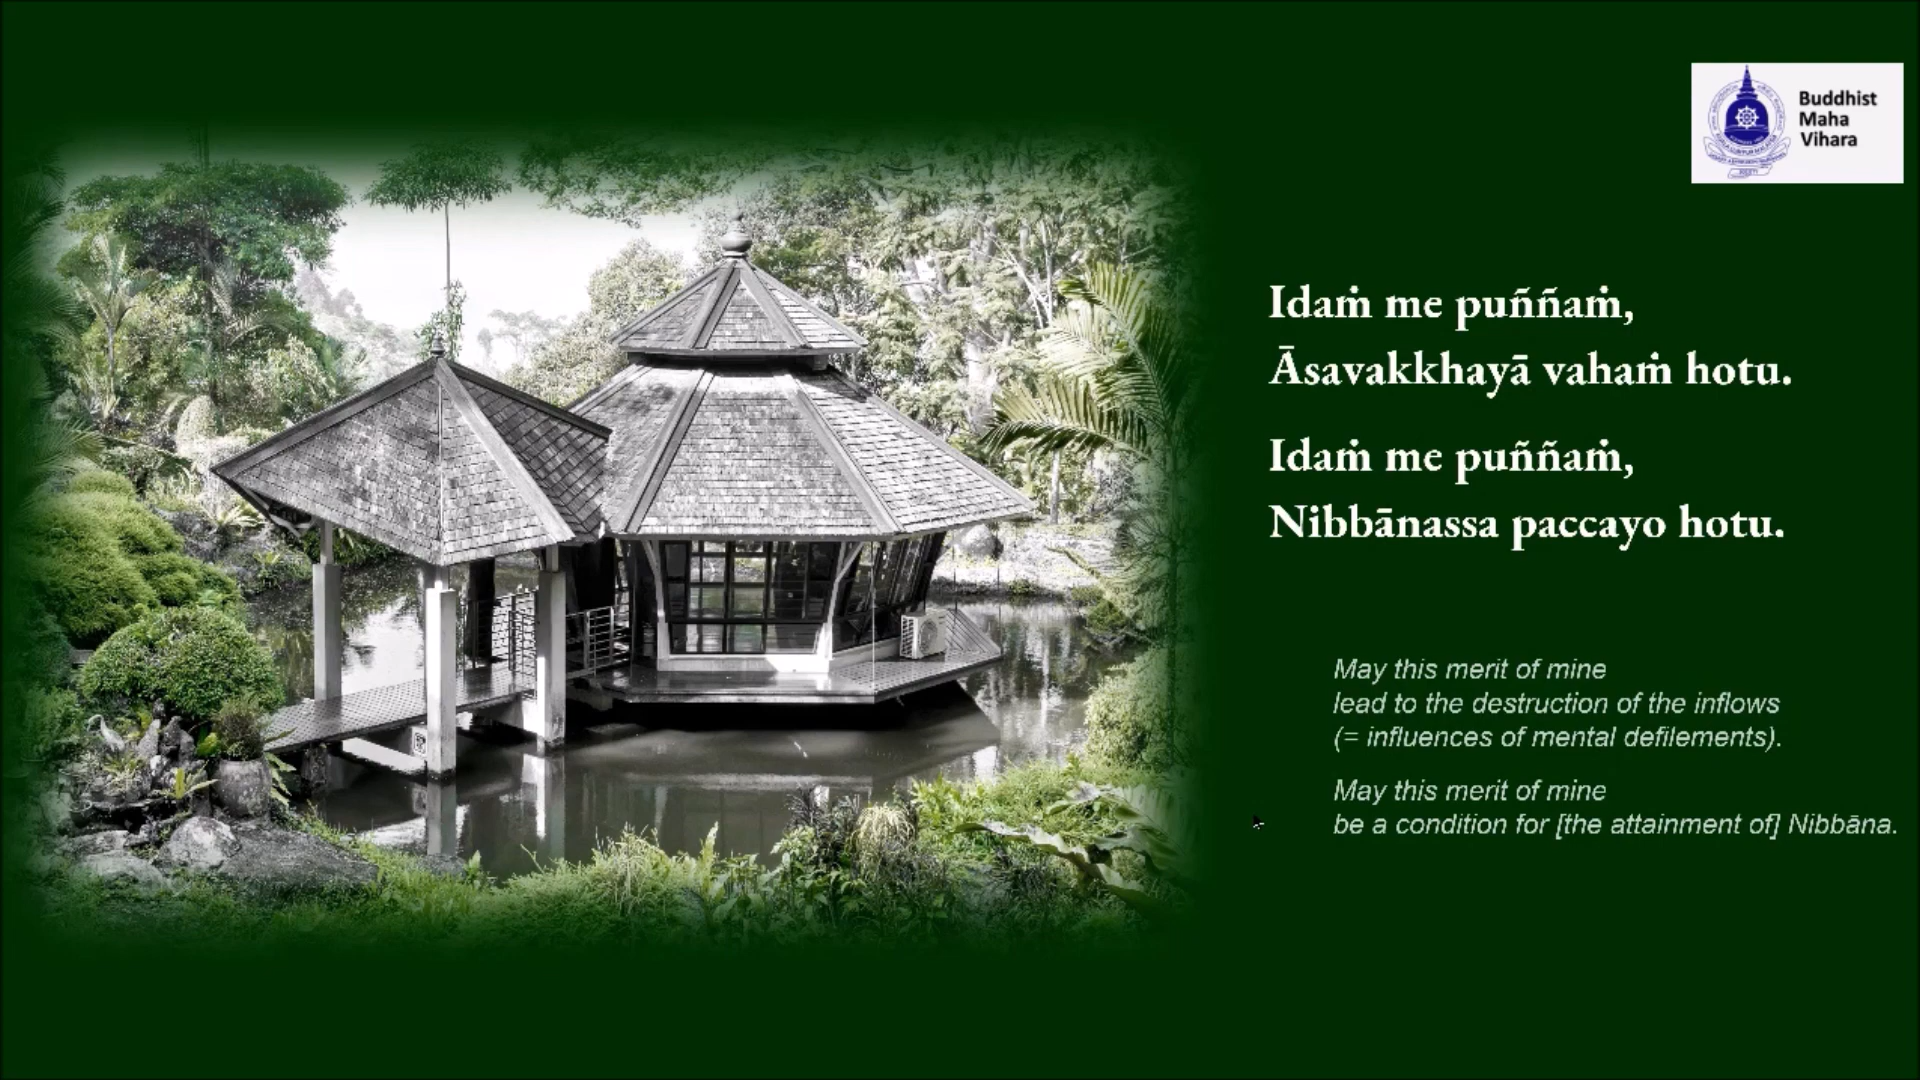 Buddhist
Maha
Vihara
Idaṁ me puññaṁ,
Āsavakkhayā vahaṁ hotu.
Idaṁ me puññaṁ,
Nibbānassa paccayo hotu.
May this merit of mine
lead to the destruction of the inflows
(= influences of mental defilements).
May this merit of mine
be a condition for [the attainment of] Nibbāna.